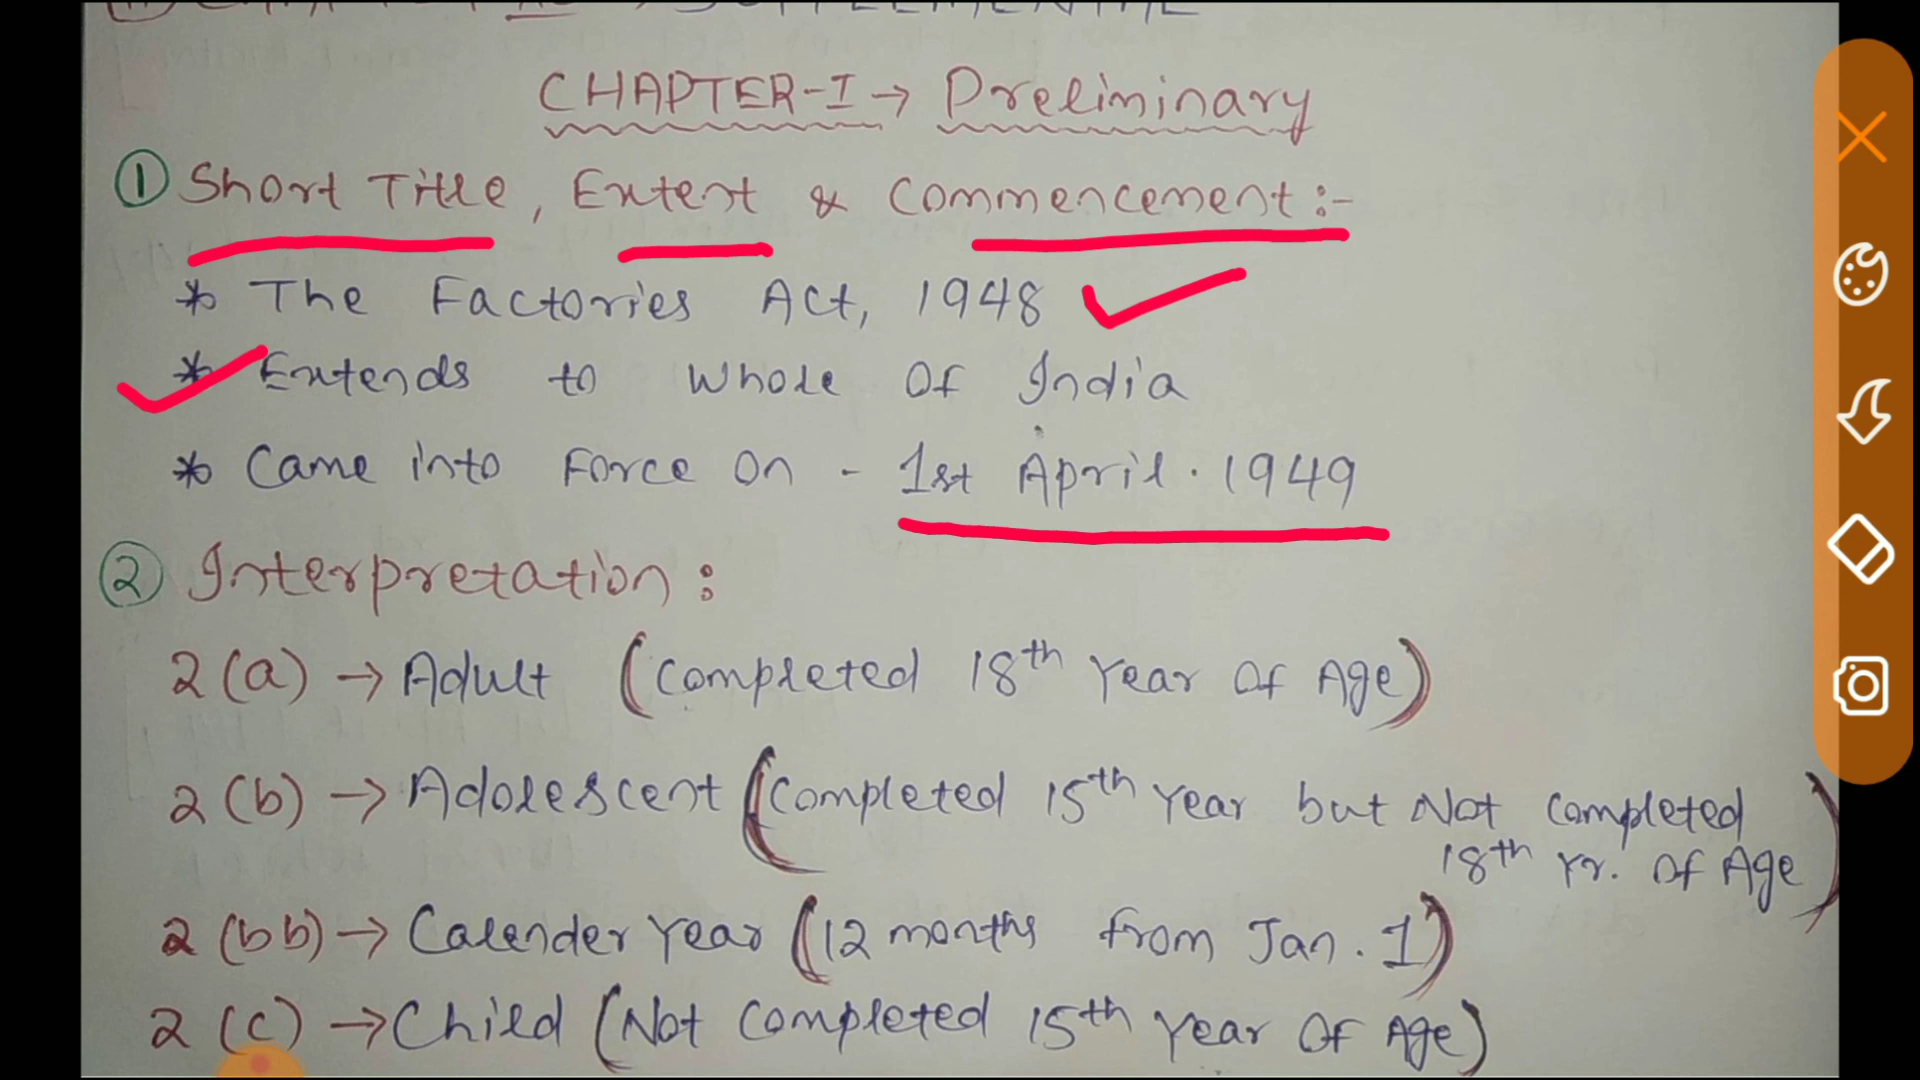 CHAPTER-I → Preliminary
① Short Title, Extent & Commencement :-
* The Factories Act, 1948
* Extends to whole of India
* Came into Force on - 1st April. 1949
② Interpretation :
2(a) → Adult (Completed 18th Year of Age)
2(b) → Adolescent (Completed 15th Year but Not Completed
18th Yr. of Age)
2(bb) → Calender Year (12 months from Jan. 1)
2(c) → Child (Not Completed 15th Year of Age)